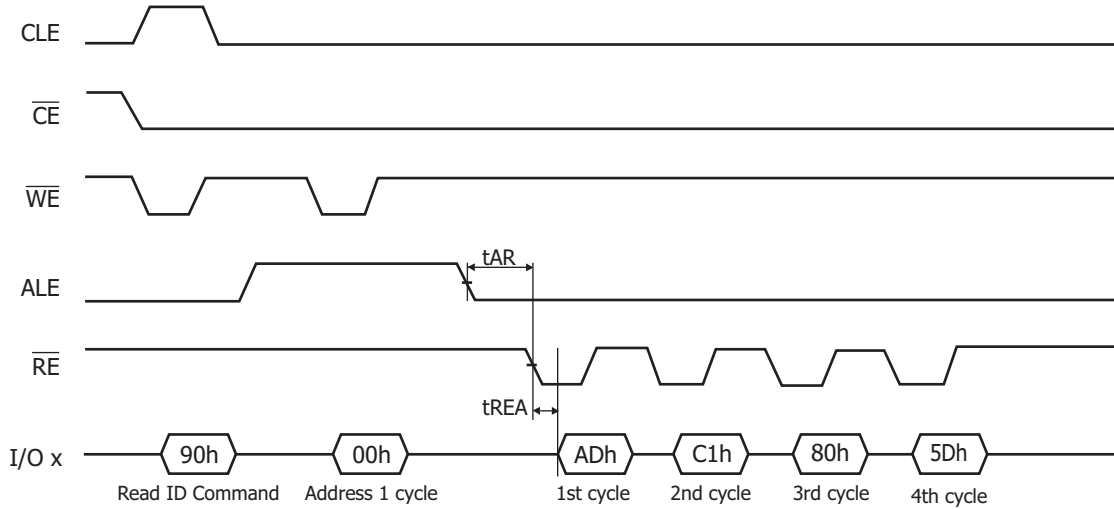 CLE
CE
WE
ALE
tAR
RE
tREA
I/O x
90h
00h
ADh
C1h
80h
5Dh
Read ID Command
Address 1 cycle
1st cycle
2nd cycle
3rd cycle
4th cycle